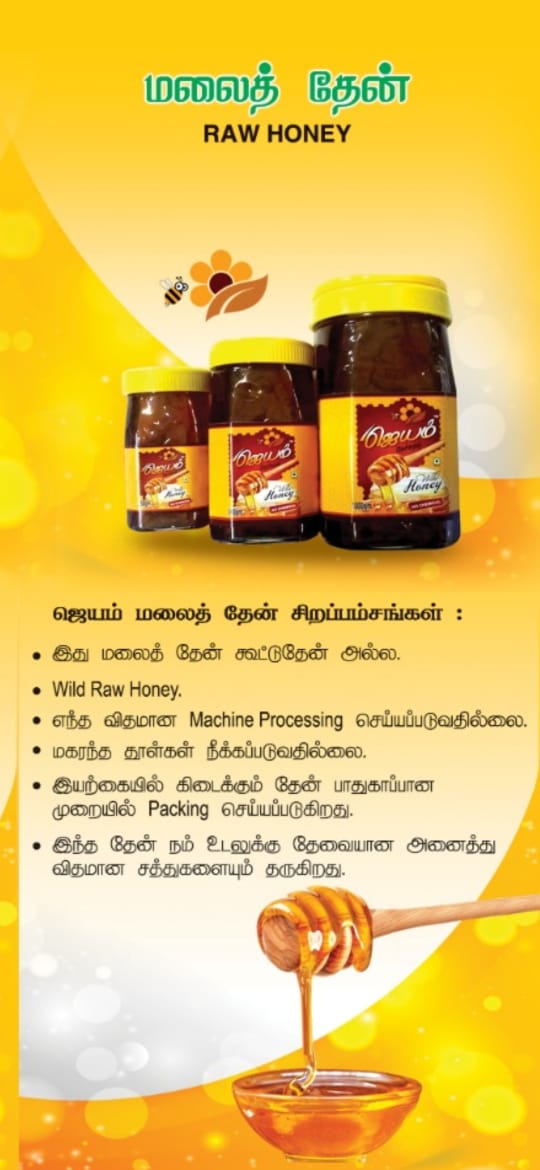 மலைத் தேன்
RAW HONEY
ஜெயம்
Honey
ஜெயம்
Wild
Honey
ஜெயம்
Wild
Honey
ஜெயம் மலைத் தேன் சிறப்பம்சங்கள் :
• இது மலைத் தேன் கூட்டுதேன் அல்ல.
• Wild Raw Honey.
• எந்த விதமான Machine Processing செய்யப்படுவதில்லை.
• மகரந்த தூள்கள் நீக்கப்படுவதில்லை.
• இயற்கையில் கிடைக்கும் தேன் பாதுகாப்பான
முறையில் Packing செய்யப்படுகிறது.
• இந்த தேன் நம் உடலுக்கு தேவையான அனைத்து
விதமான சத்துகளையும் தருகிறது.